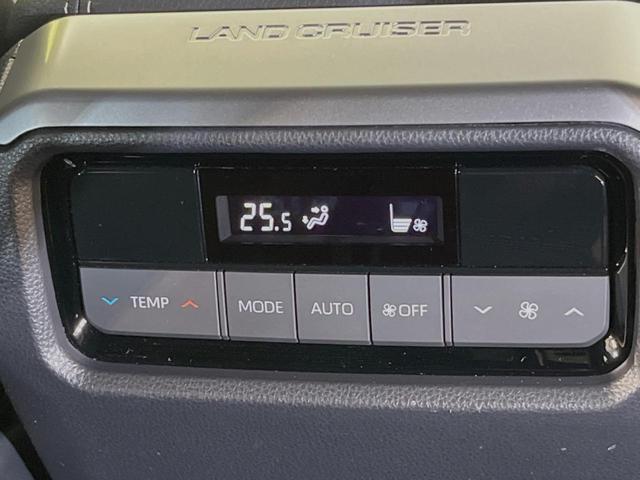 LAND CRUISER
25.5
TEMP MODE AUTO OFF